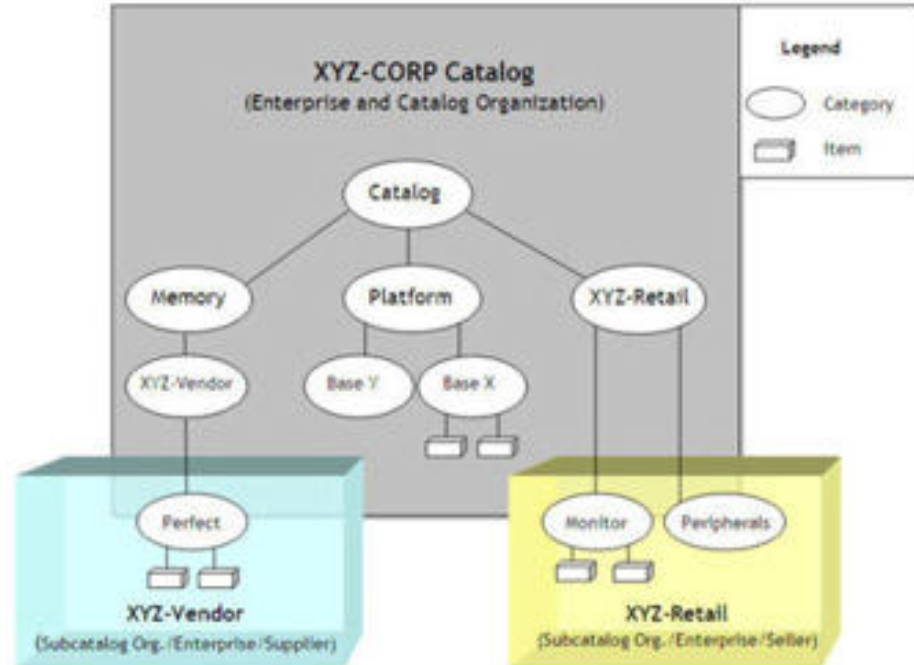 XYZ-CORP Catalog
(Enterprise and Catalog Organization)
Legend
Category
Item
Catalog
Memory
Platform
XYZ-Retail
XYZ-Vendor
Base Y
Base X
Perfect
Monitor
Peripherals
XYZ-Vendor
(Subcatalog Org./Enterprise/Supplier)
XYZ-Retail
(Subcatalog Org./Enterprise/Seller)